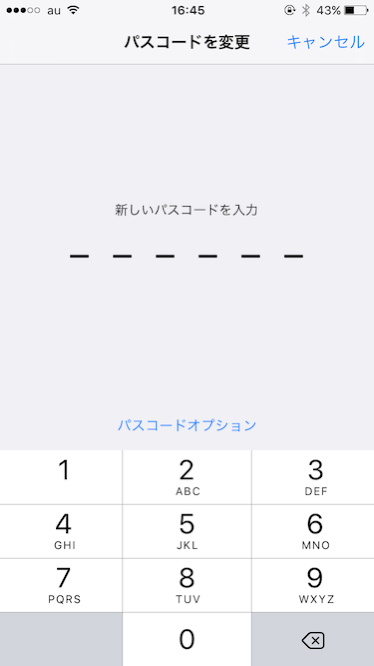 au 16:45 43%
パスコードを変更 キャンセル
新しいパスコードを入力
パスコードオプション
1 2 3
ABC DEF
4 5 6
GHI JKL MNO
7 8 9
PQRS TUV WXYZ
0